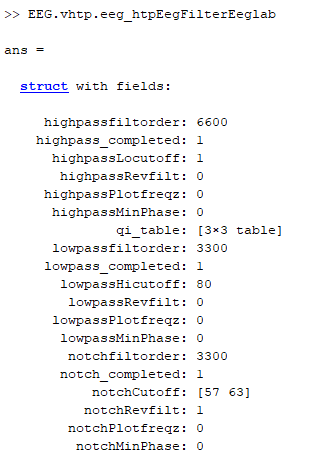 >> EEG.vhtp.eeg_htpEegFilterEeglab
ans =
struct with fields:
highpassfiltorder: 6600
highpass_completed: 1
highpassLocutoff: 1
highpassRevfilt: 0
highpassPlotfreqz: 0
highpassMinPhase: 0
qi_table: [3×3 table]
lowpassfiltorder: 3300
lowpass_completed: 1
lowpassHicutoff: 80
lowpassRevfilt: 0
lowpassPlotfreqz: 0
lowpassMinPhase: 0
notchfiltorder: 3300
notch_completed: 1
notchCutoff: [57 63]
notchRevfilt: 1
notchPlotfreqz: 0
notchMinPhase: 0